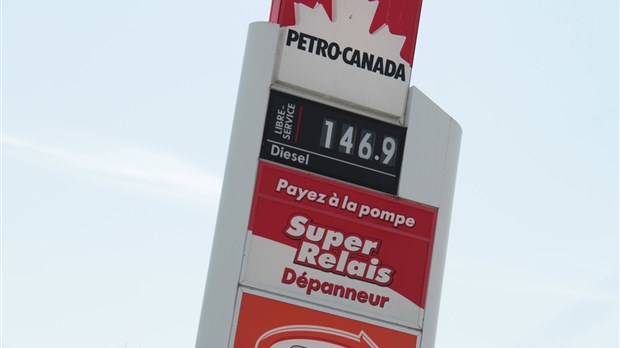 PETRO-CANADA
LIBRE-
SERVICE
146.9
Diesel
Payez à la pompe
Super
Relais
Dépanneur